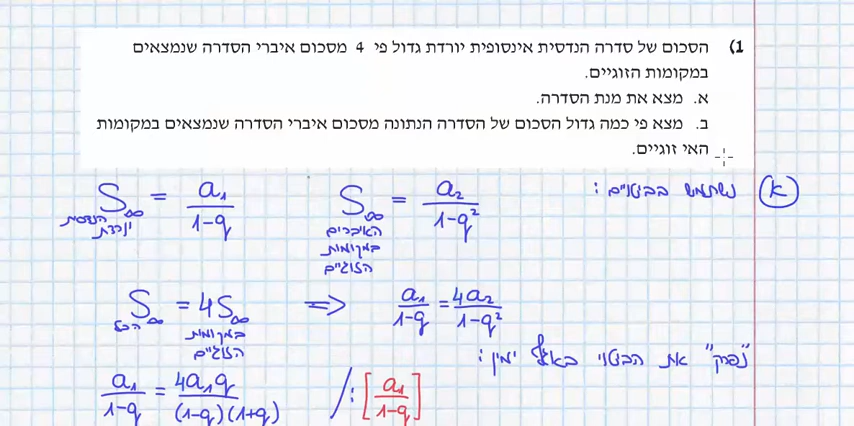 1) הסכום של סדרה הנדסית אינסופית יורדת גדול פי 4 מסכום איברי הסדרה שנמצאים
במקומות הזוגיים.
א. מצא את מנת הסדרה.
ב. מצא פי כמה גדול הסכום של הסדרה הנתונה מסכום איברי הסדרה שנמצאים במקומות
האי זוגיים.
א נשתמש בביטויים:
S∞ הנדסית יורדת = a₁/(1-q)
S∞ האיברים במקומות הזוגיים = a₂/(1-q²)
S∞ הכל = 4S∞ במקומות הזוגיים ⇒ a₁/(1-q) = 4a₂/(1-q²)
"נפרק" את הביטוי באגף ימין:
a₁/(1-q) = 4a₁q/((1-q)(1+q)) /:[a₁/(1-q)]